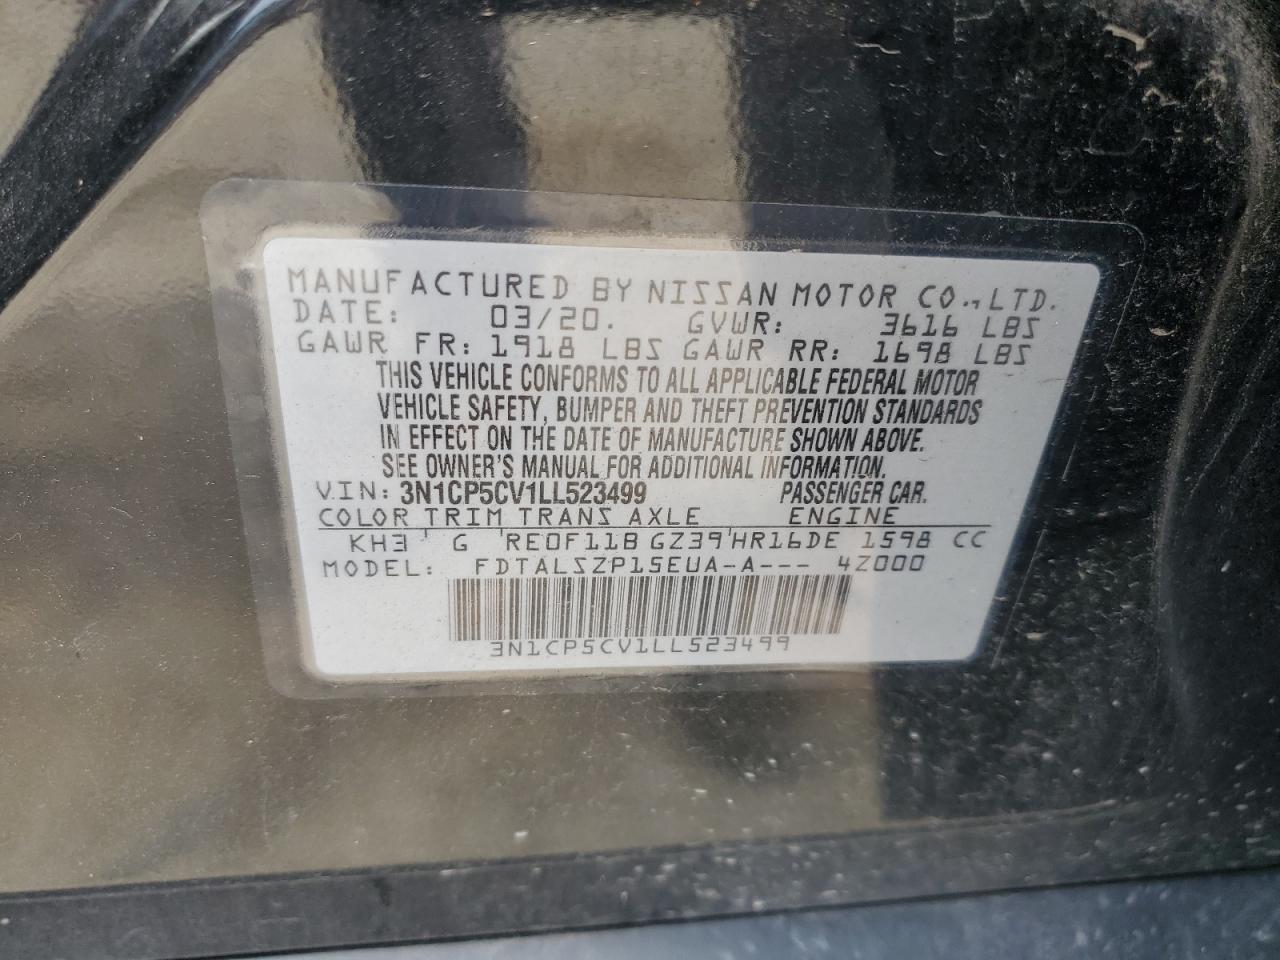 MANUFACTURED BY NISSAN MOTOR CO., LTD.
DATE: 03/20. GVWR: 3616 LBS
GAWR FR: 1918 LBS GAWR RR: 1698 LBS
THIS VEHICLE CONFORMS TO ALL APPLICABLE FEDERAL MOTOR
VEHICLE SAFETY, BUMPER AND THEFT PREVENTION STANDARDS
IN EFFECT ON THE DATE OF MANUFACTURE SHOWN ABOVE.
SEE OWNER'S MANUAL FOR ADDITIONAL INFORMATION.
V.IN: 3N1CP5CV1LL523499 PASSENGER CAR.
COLOR TRIM TRANS AXLE ENGINE
KH3 ' G ' RE0F11B GZ39'HR16DE 1598 CC
MODEL: FDTALSZP15EUA-A--- 4Z000
3N1CP5CV1LL523499